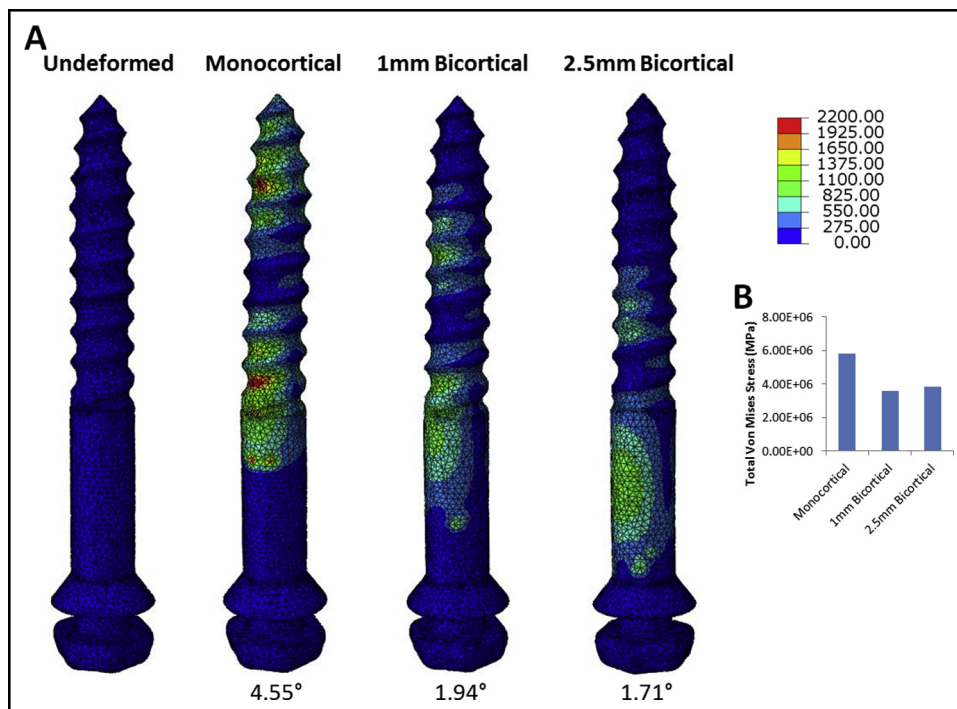 A
Undeformed Monocortical 1mm Bicortical 2.5mm Bicortical
2200.00
1925.00
1650.00
1375.00
1100.00
825.00
550.00
275.00
0.00
B
Total Von Mises Stress (MPa)
8.00E+06
6.00E+06
4.00E+06
2.00E+06
0.00E+00
Monocortical
1mm Bicortical
2.5mm Bicortical
4.55° 1.94° 1.71°